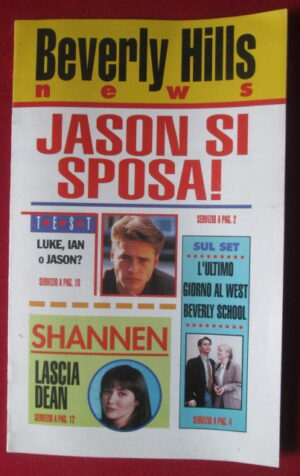 Beverly Hills
news
JASON SI
SPOSA!
SERVIZIO A PAG. 2
TEST
LUKE, IAN
o JASON?
SERVIZIO A PAG. 10
SUL SET
L'ULTIMO
GIORNO AL WEST
BEVERLY SCHOOL
SERVIZIO A PAG. 4
SHANNEN
LASCIA
DEAN
SERVIZIO A PAG. 12